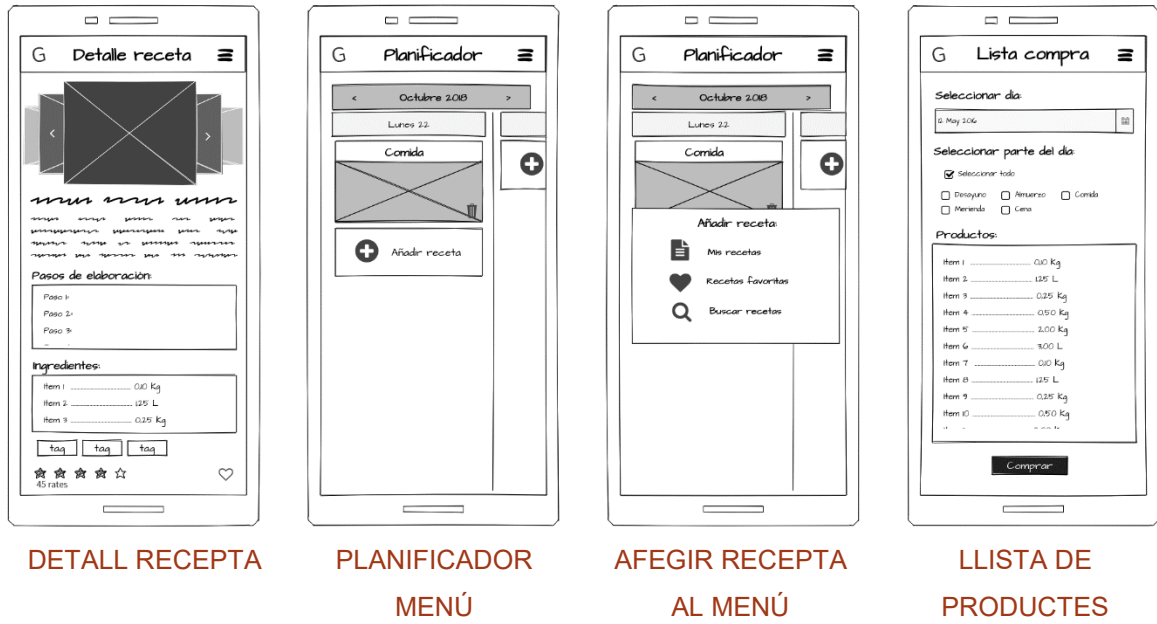 G Detalle receta
Pasos de elaboración:
Paso 1:
Paso 2:
Paso 3:
Ingredientes:
Item 1 0,10 Kg
Item 2 1,25 L
Item 3 0,25 Kg
tag tag tag
45 rates
DETALL RECEPTA
G Planificador
< Octubre 2018 >
Lunes 22
Comida
Añadir receta
PLANIFICADOR
MENÚ
G Planificador
< Octubre 2018 >
Lunes 22
Comida
Añadir receta:
Mis recetas
Recetas favoritas
Buscar recetas
AFEGIR RECEPTA
AL MENÚ
G Lista compra
Seleccionar día:
12 May 2016
Seleccionar parte del día:
Seleccionar todo
Desayuno Almuerzo Comida
Merienda Cena
Productos:
Item 1 0,10 Kg
Item 2 1,25 L
Item 3 0,25 Kg
Item 4 0,50 Kg
Item 5 2,00 Kg
Item 6 3,00 L
Item 7 0,10 Kg
Item 8 1,25 L
Item 9 0,25 Kg
Item 10 0,50 Kg
Comprar
LLISTA DE
PRODUCTES